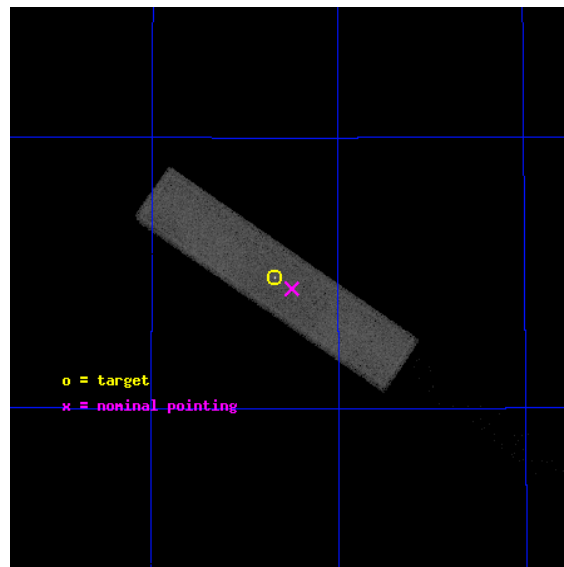 o = target
x = nominal pointing